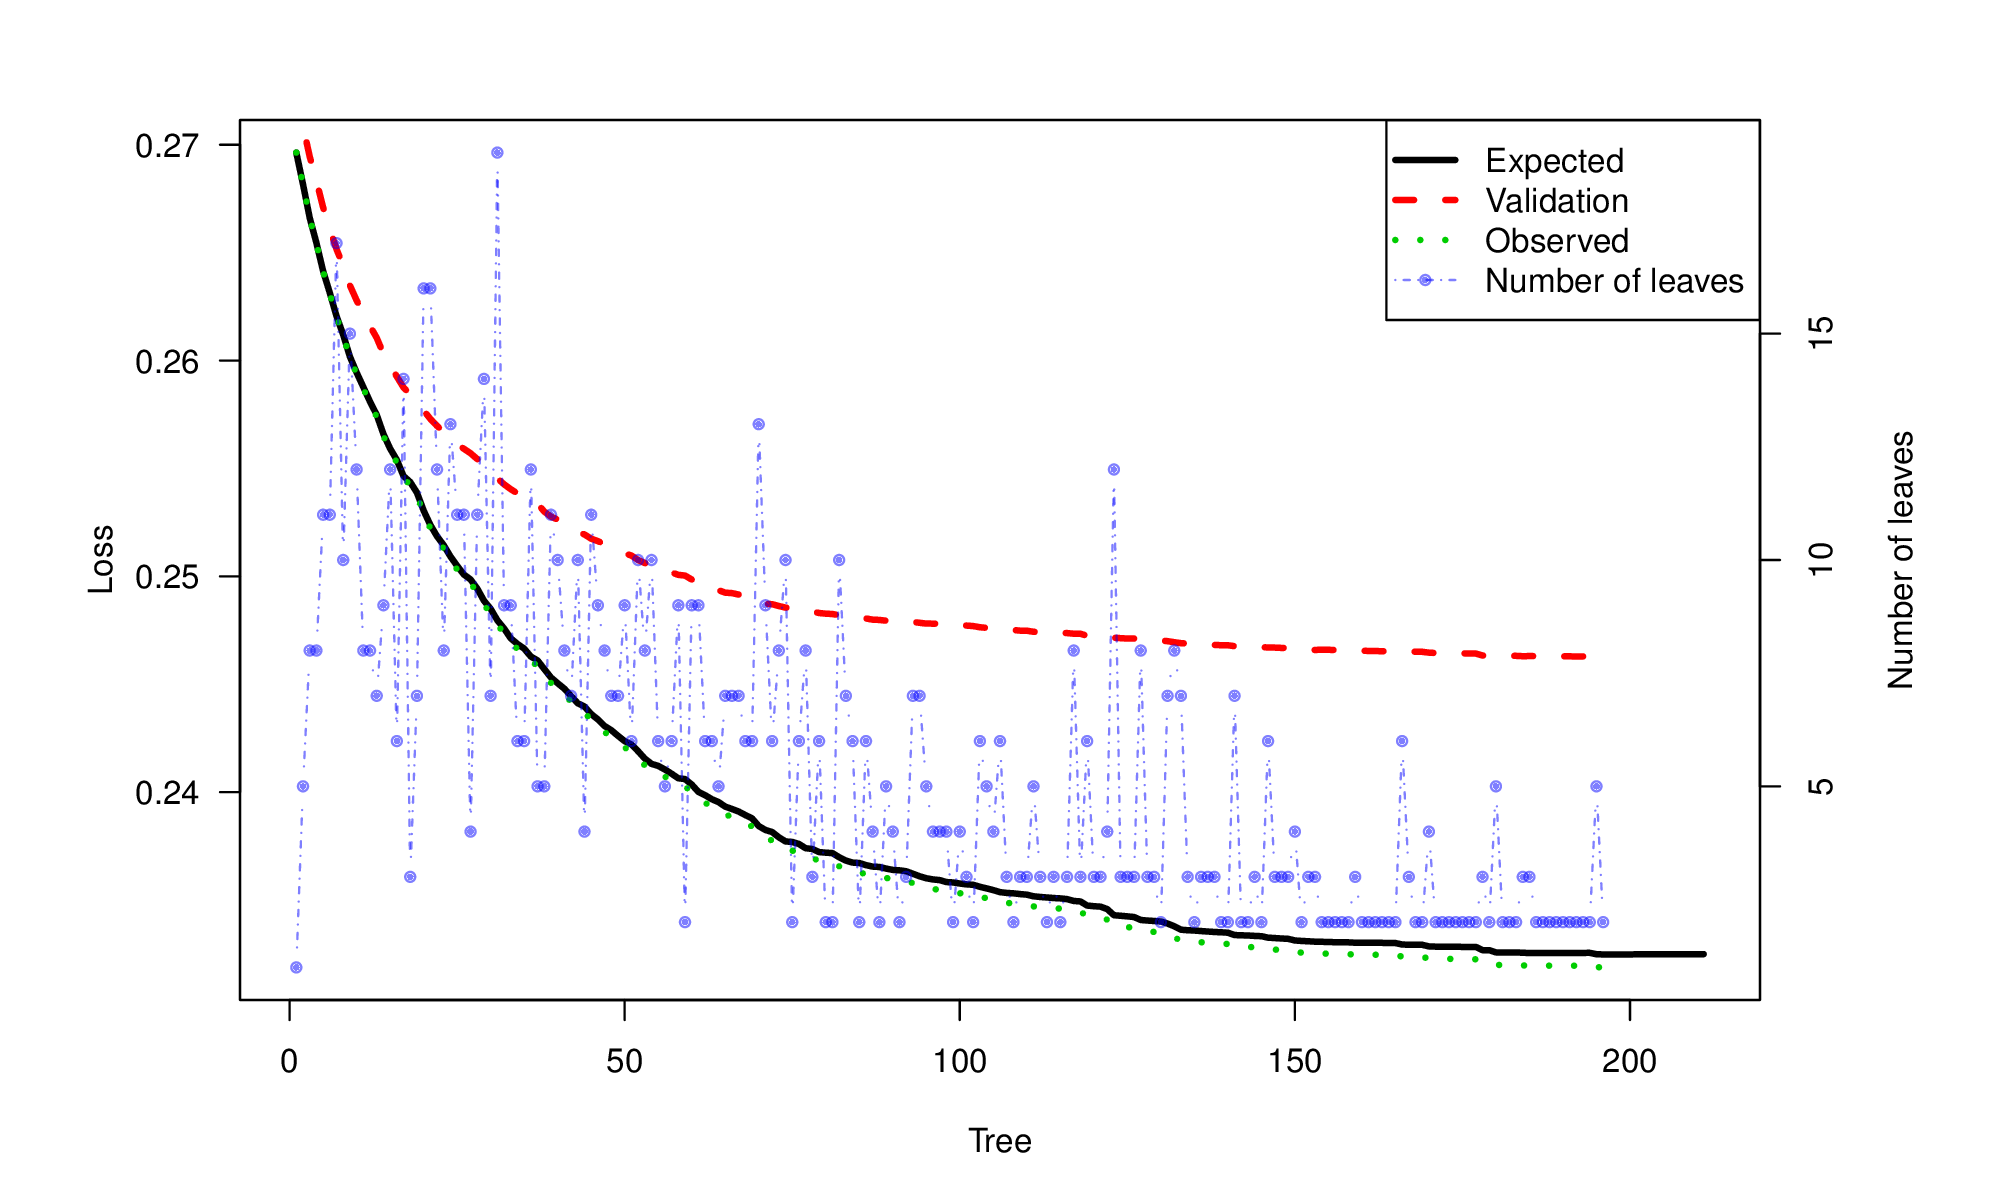 0.27
0.26
0.25
0.24
Loss
Expected
Validation
Observed
Number of leaves
15
10
5
Number of leaves
0
50
100
150
200
Tree